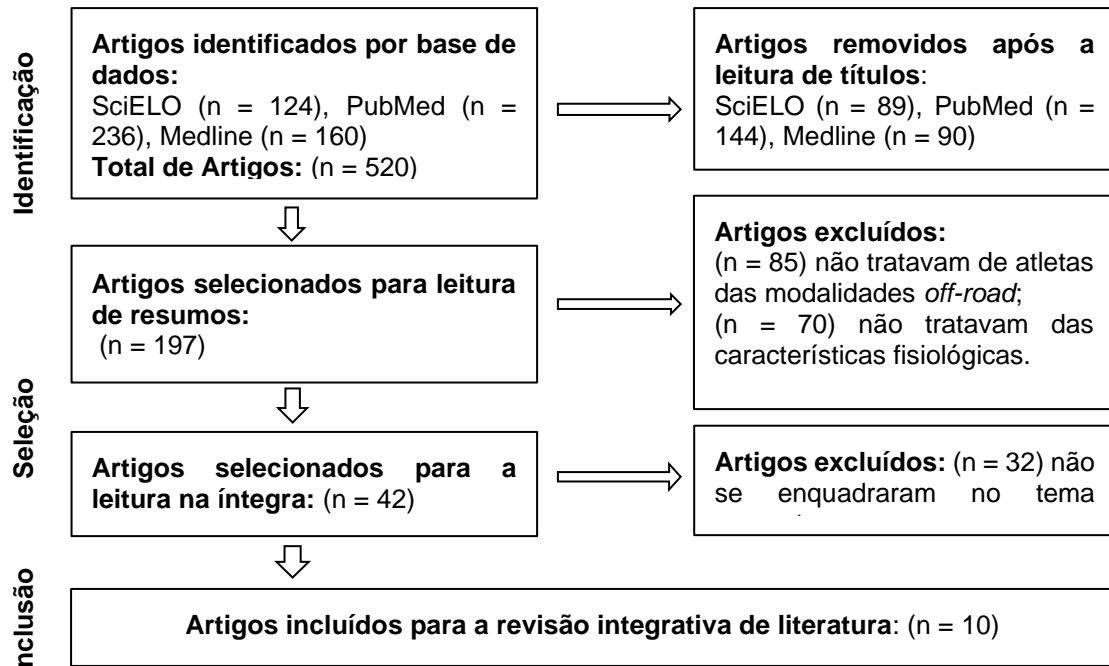 Identificação
Artigos identificados por base de
dados:
SciELO (n = 124), PubMed (n =
236), Medline (n = 160)
Total de Artigos: (n = 520)
Artigos removidos após a
leitura de títulos:
SciELO (n = 89), PubMed (n =
144), Medline (n = 90)
Seleção
Artigos selecionados para leitura
de resumos:
(n = 197)
Artigos excluídos:
(n = 85) não tratavam de atletas
das modalidades off-road;
(n = 70) não tratavam das
características fisiológicas.
Artigos selecionados para a
leitura na íntegra: (n = 42)
Artigos excluídos: (n = 32) não
se enquadraram no tema
nclusão
Artigos incluídos para a revisão integrativa de literatura: (n = 10)